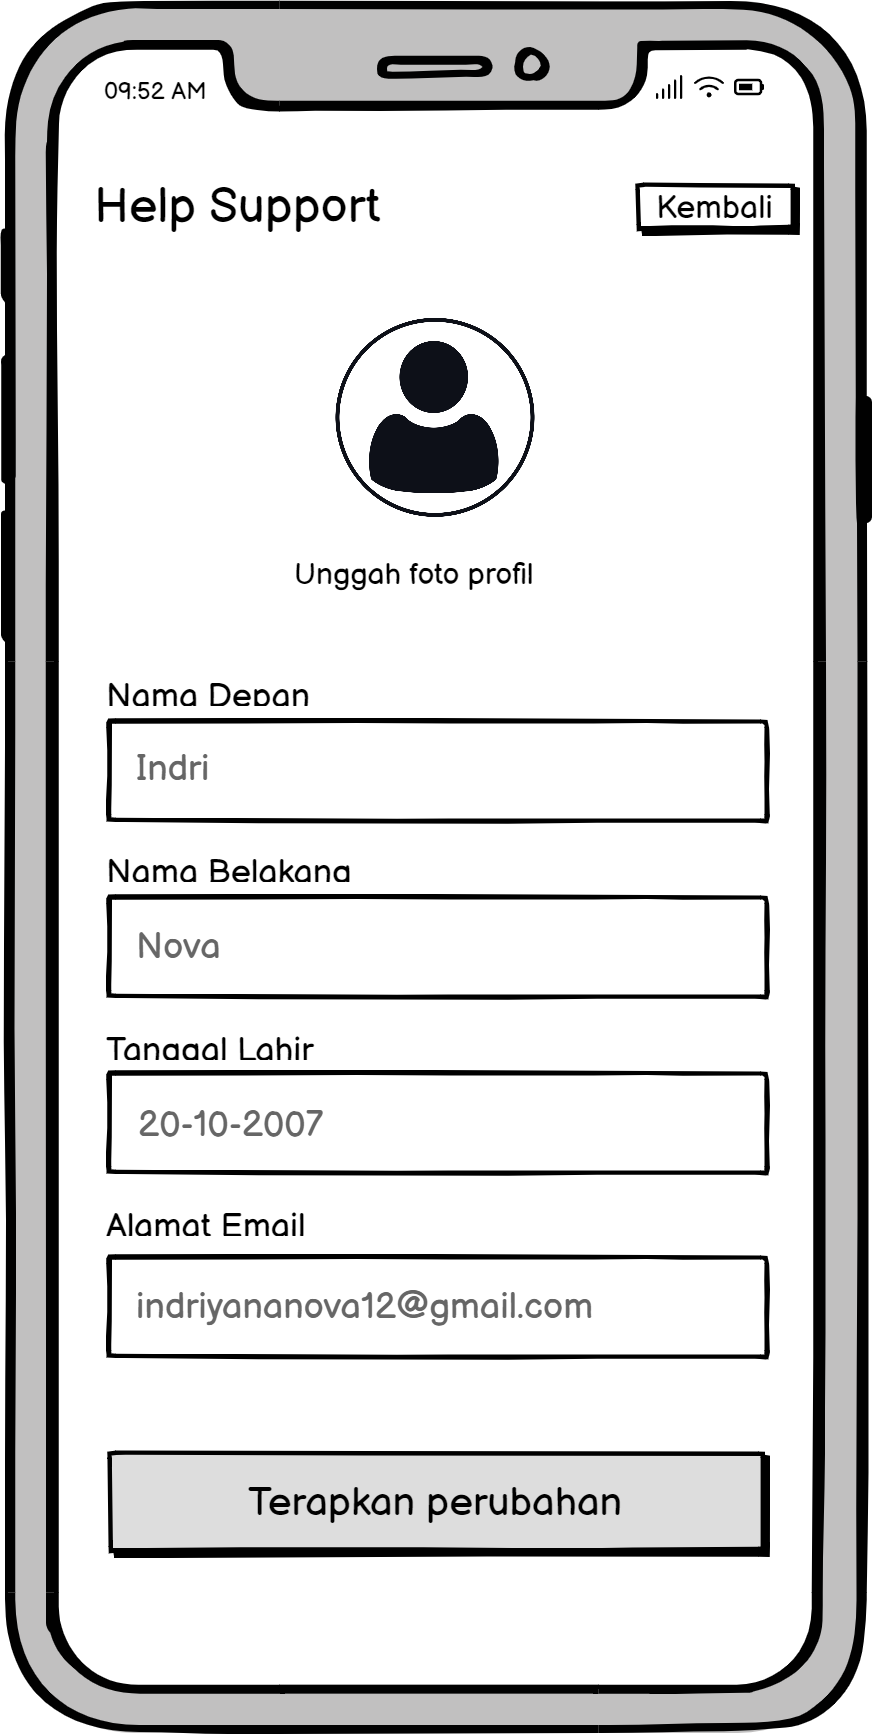 09:52 AM
Help Support
Kembali
Unggah foto profil
Nama Depan
Indri
Nama Belakang
Nova
Tanggal Lahir
20-10-2007
Alamat Email
indriyananova12@gmail.com
Terapkan perubahan